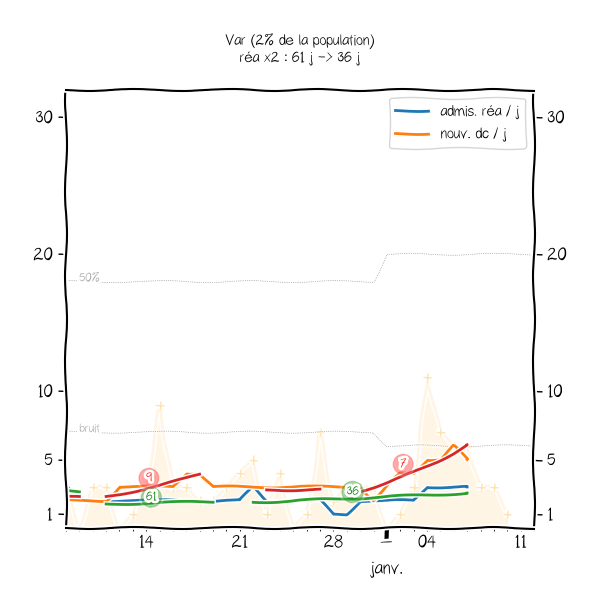 Var (2% de la population)
réa x2 : 61 j -> 36 j
admis. réa / j
nouv. dc / j
30 30
20 20
50%
10 10
bruit
5 5
9 61 36 7
1 1
14 21 28 1 04 11
janv.